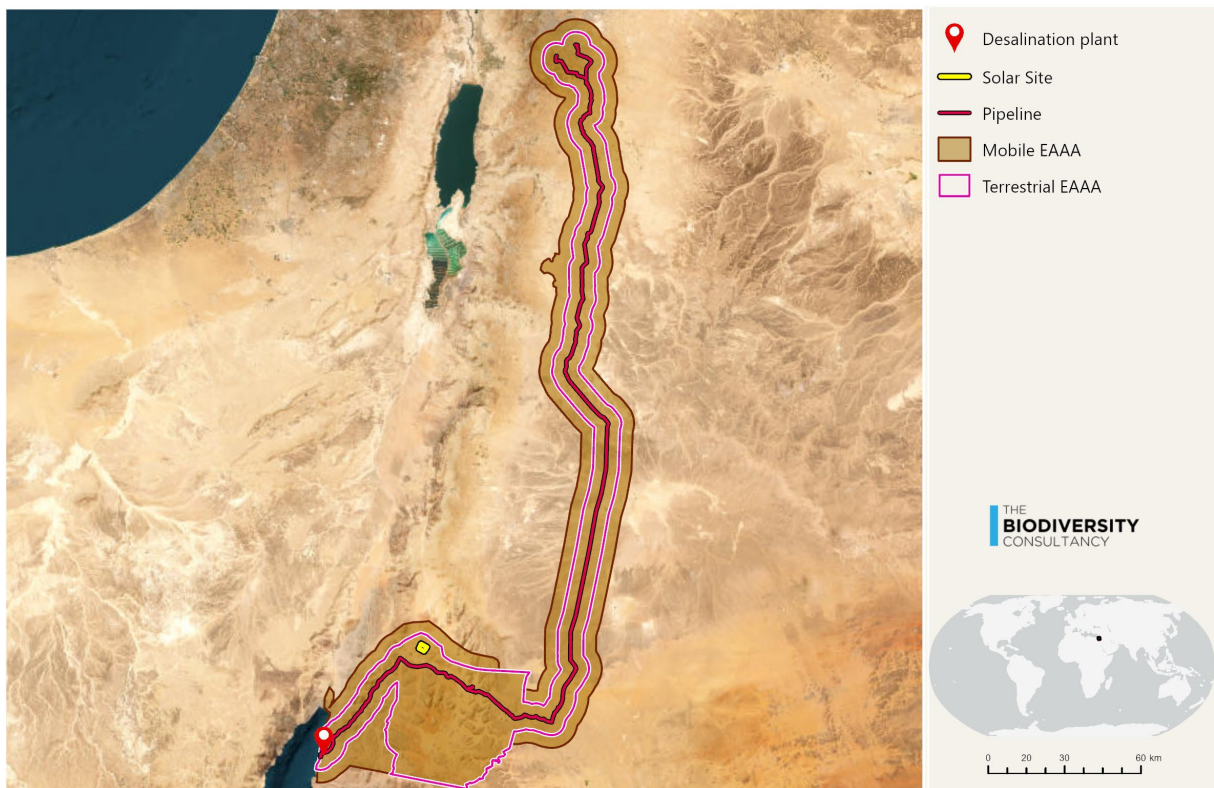 Desalination plant
Solar Site
Pipeline
Mobile EAAA
Terrestrial EAAA
THE
BIODIVERSITY
CONSULTANCY
0 20 30 60 km